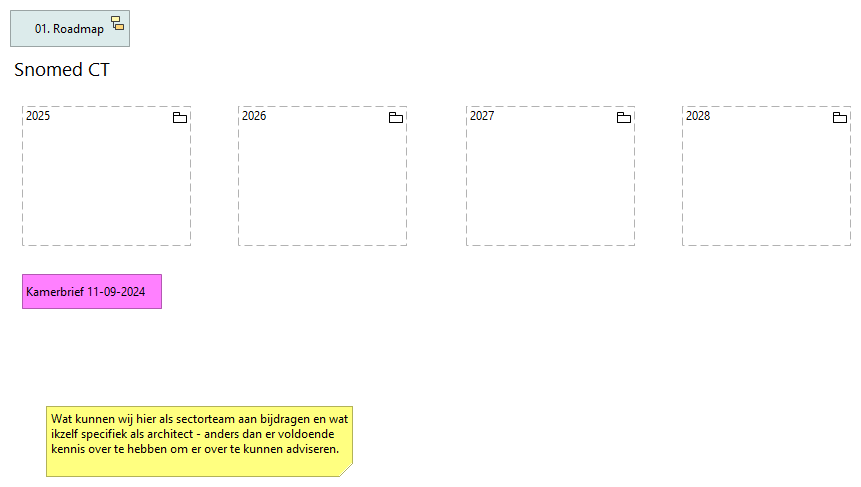 01. Roadmap
Snomed CT
2025
2026
2027
2028
Kamerbrief 11-09-2024
Wat kunnen wij hier als sectorteam aan bijdragen en wat
ikzelf specifiek als architect - anders dan er voldoende
kennis over te hebben om er over te kunnen adviseren.